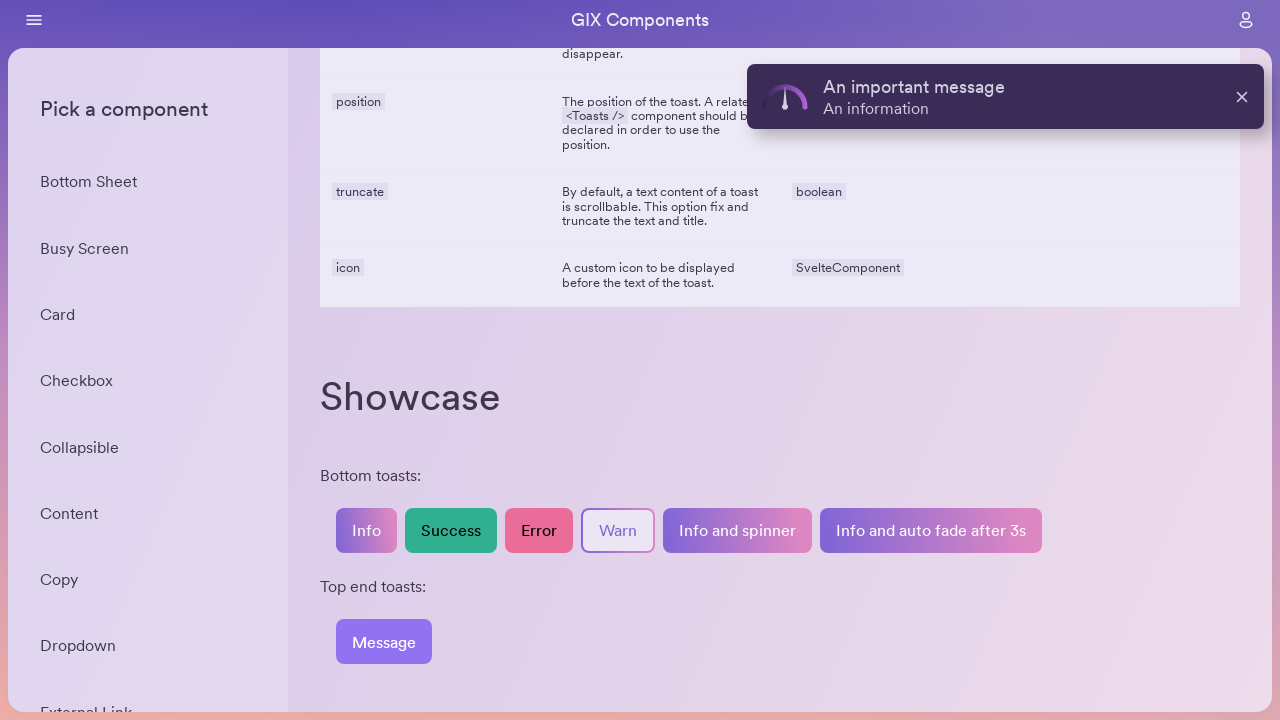 GIX Components
Pick a component
Bottom Sheet
Busy Screen
Card
Checkbox
Collapsible
Content
Copy
Dropdown
External Link
disappear.
position
The position of the toast. A relate
<Toasts /> component should b
declared in order to use the
position.
truncate
By default, a text content of a toast
is scrollbable. This option fix and
truncate the text and title.
boolean
icon
A custom icon to be displayed
before the text of the toast.
SvelteComponent
An important message
An information
Showcase
Bottom toasts:
Info
Success
Error
Warn
Info and spinner
Info and auto fade after 3s
Top end toasts:
Message